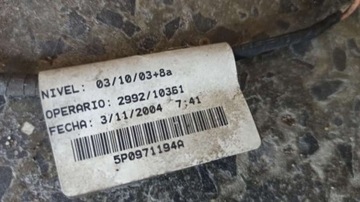 NIVEL: 03/10/03+8a
OPERARIO: 2992/10361
FECHA: 3/11/2004 7:41
5P0971194A